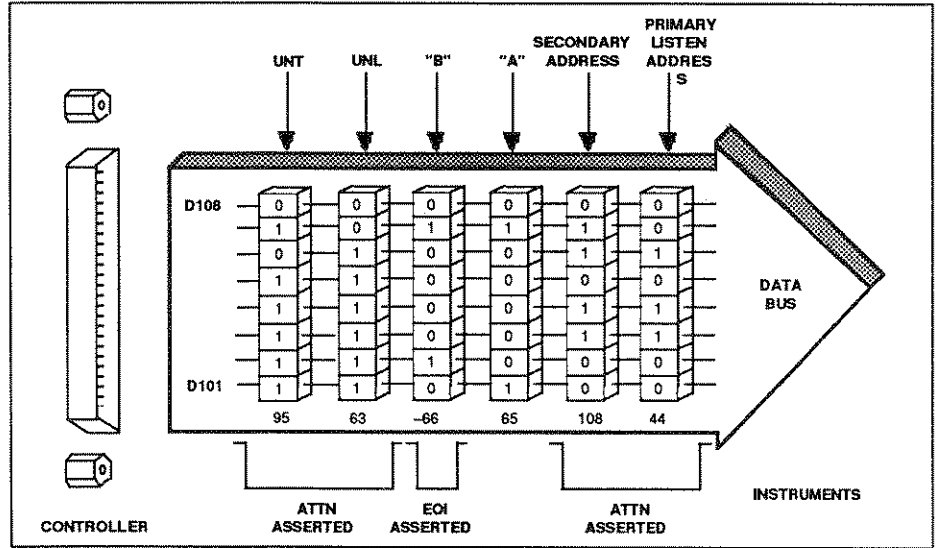 PRIMARY
SECONDARY LISTEN
UNT UNL "B" "A" ADDRESS ADDRES
S
D108 0 0 0 0 0 0
1 0 1 1 1 0
0 1 0 0 1 1
1 1 0 0 0 0
1 1 0 0 1 1
1 1 0 0 1 1
1 1 1 0 0 0
D101 1 1 0 1 0 0
95 63 –66 65 108 44
DATA
BUS
ATTN EOI ATTN
ASSERTED ASSERTED ASSERTED
CONTROLLER
INSTRUMENTS